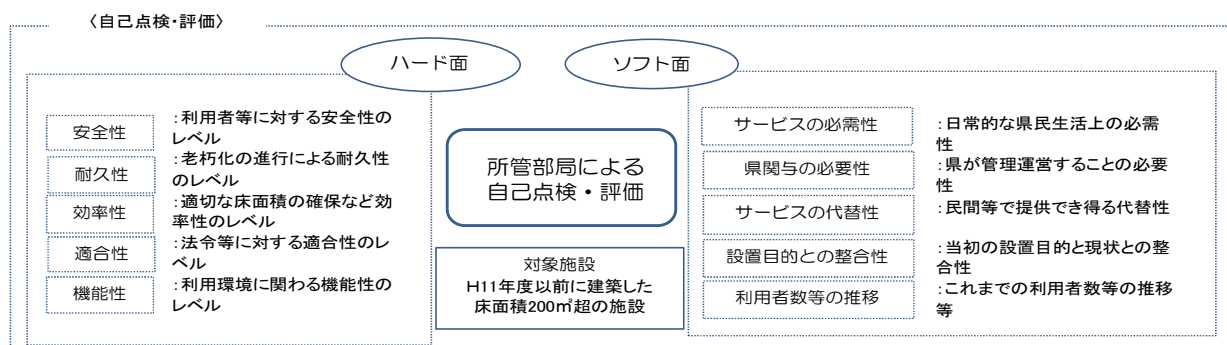 〈自己点検・評価〉
ハード面
ソフト面
安全性
:利用者等に対する安全性の
レベル
耐久性
:老朽化の進行による耐久性
のレベル
効率性
:適切な床面積の確保など効
率性のレベル
適合性
:法令等に対する適合性のレ
ベル
機能性
:利用環境に関わる機能性の
レベル
所管部局による
自己点検・評価
対象施設
H11年度以前に建築した
床面積200㎡超の施設
サービスの必需性
:日常的な県民生活上の必需
性
県関与の必要性
:県が管理運営することの必要
性
サービスの代替性
:民間等で提供でき得る代替性
設置目的との整合性
:当初の設置目的と現状との整
合性
利用者数等の推移
:これまでの利用者数等の推移
等